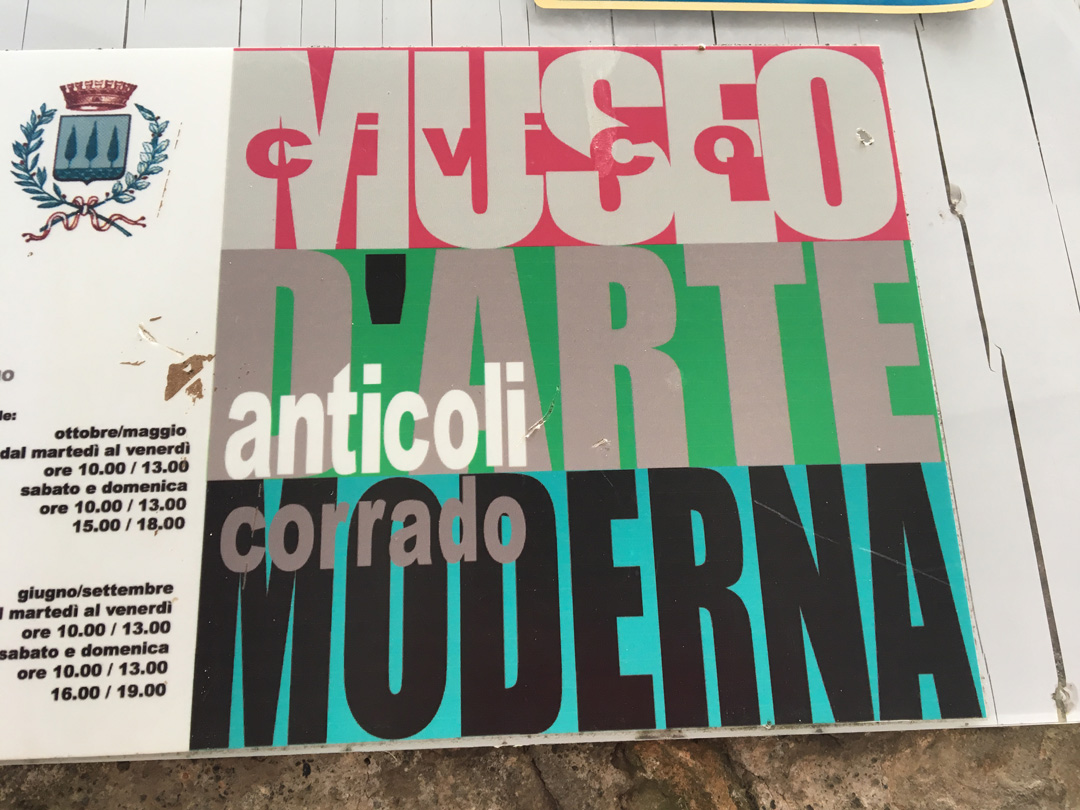 MUSEO
CiViCO
D'ARTE
anticoli
corrado
MODERNA
ottobre/maggio
dal martedì al venerdì
ore 10.00 / 13.00
sabato e domenica
ore 10.00 / 13.00
15.00 / 18.00
giugno/settembre
martedì al venerdì
ore 10.00 / 13.00
sabato e domenica
ore 10.00 / 13.00
16.00 / 19.00